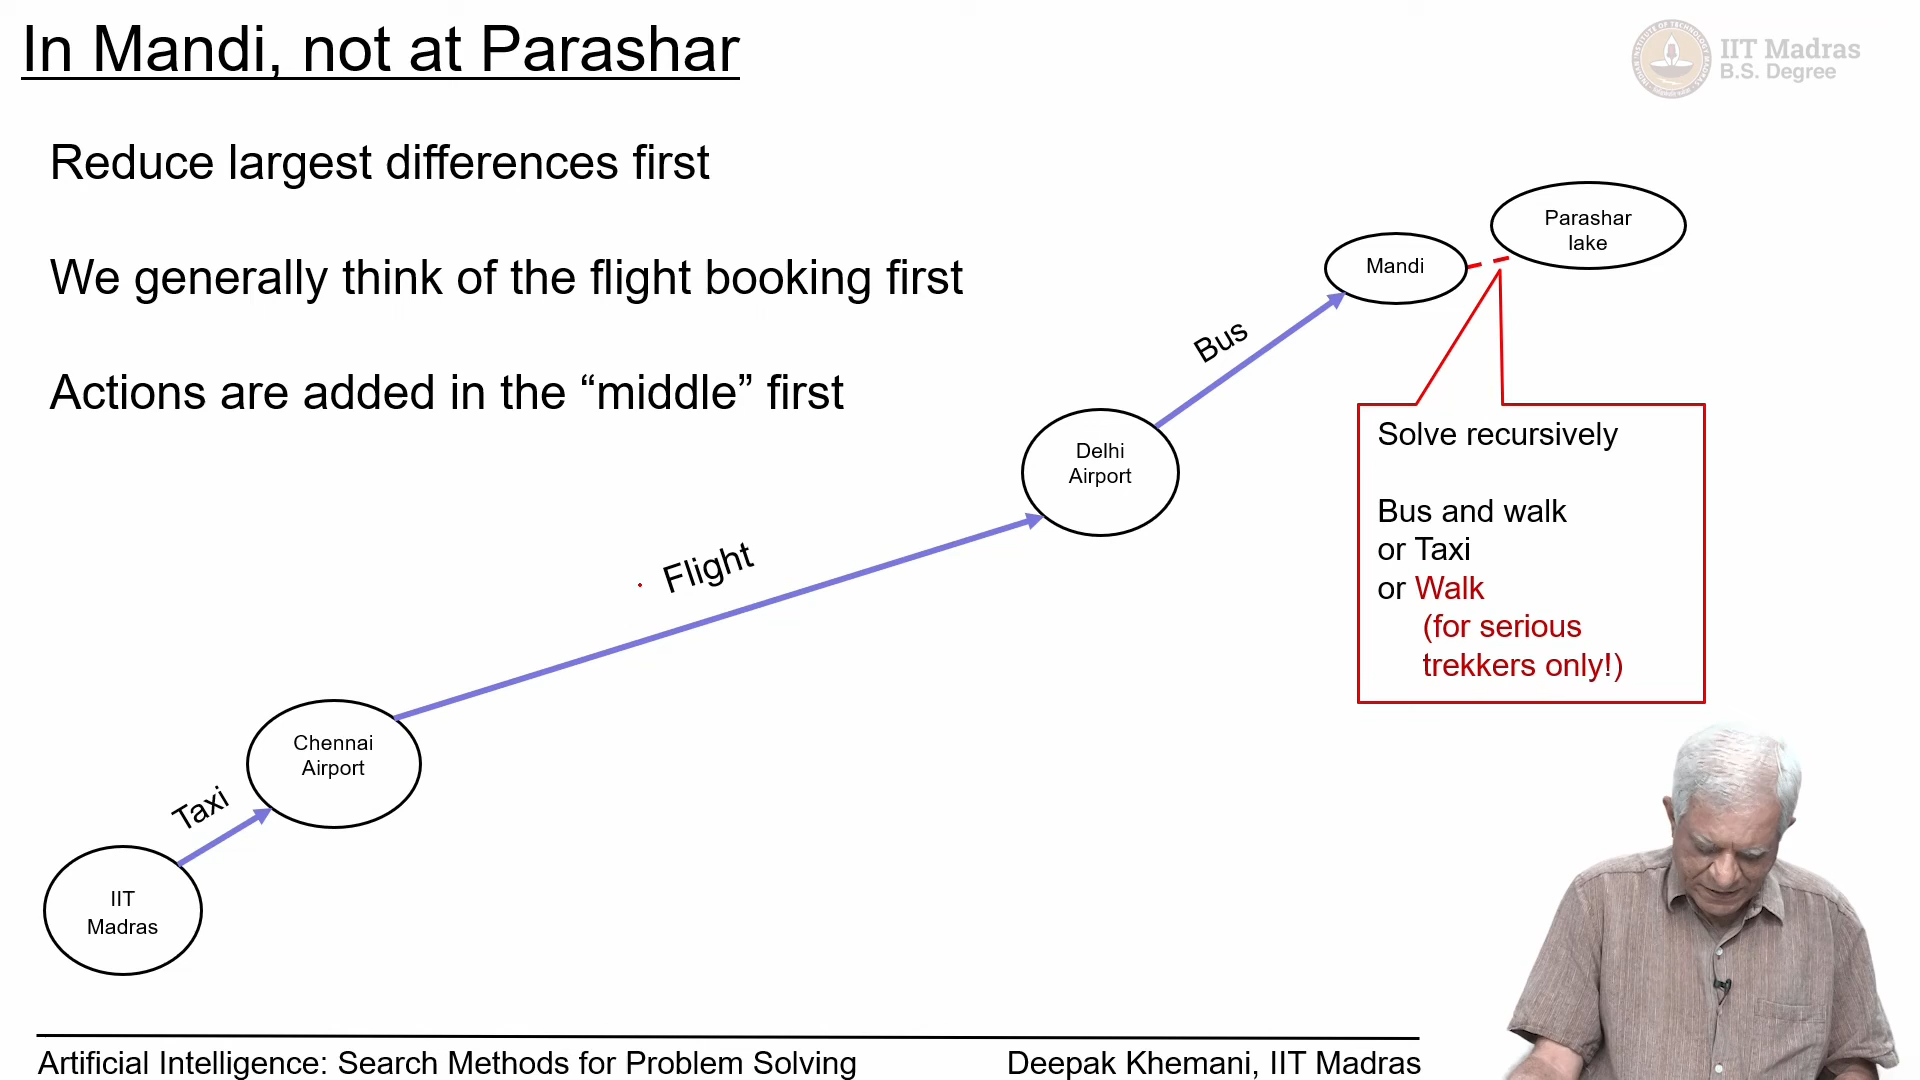 In Mandi, not at Parashar
IIT Madras
B.S. Degree
Reduce largest differences first
We generally think of the flight booking first
Actions are added in the “middle” first
Parashar
lake
Mandi
Bus
Delhi
Airport
Solve recursively
Bus and walk
or Taxi
or Walk
(for serious
trekkers only!)
Flight
Chennai
Airport
Taxi
IIT
Madras
Artificial Intelligence: Search Methods for Problem Solving
Deepak Khemani, IIT Madras